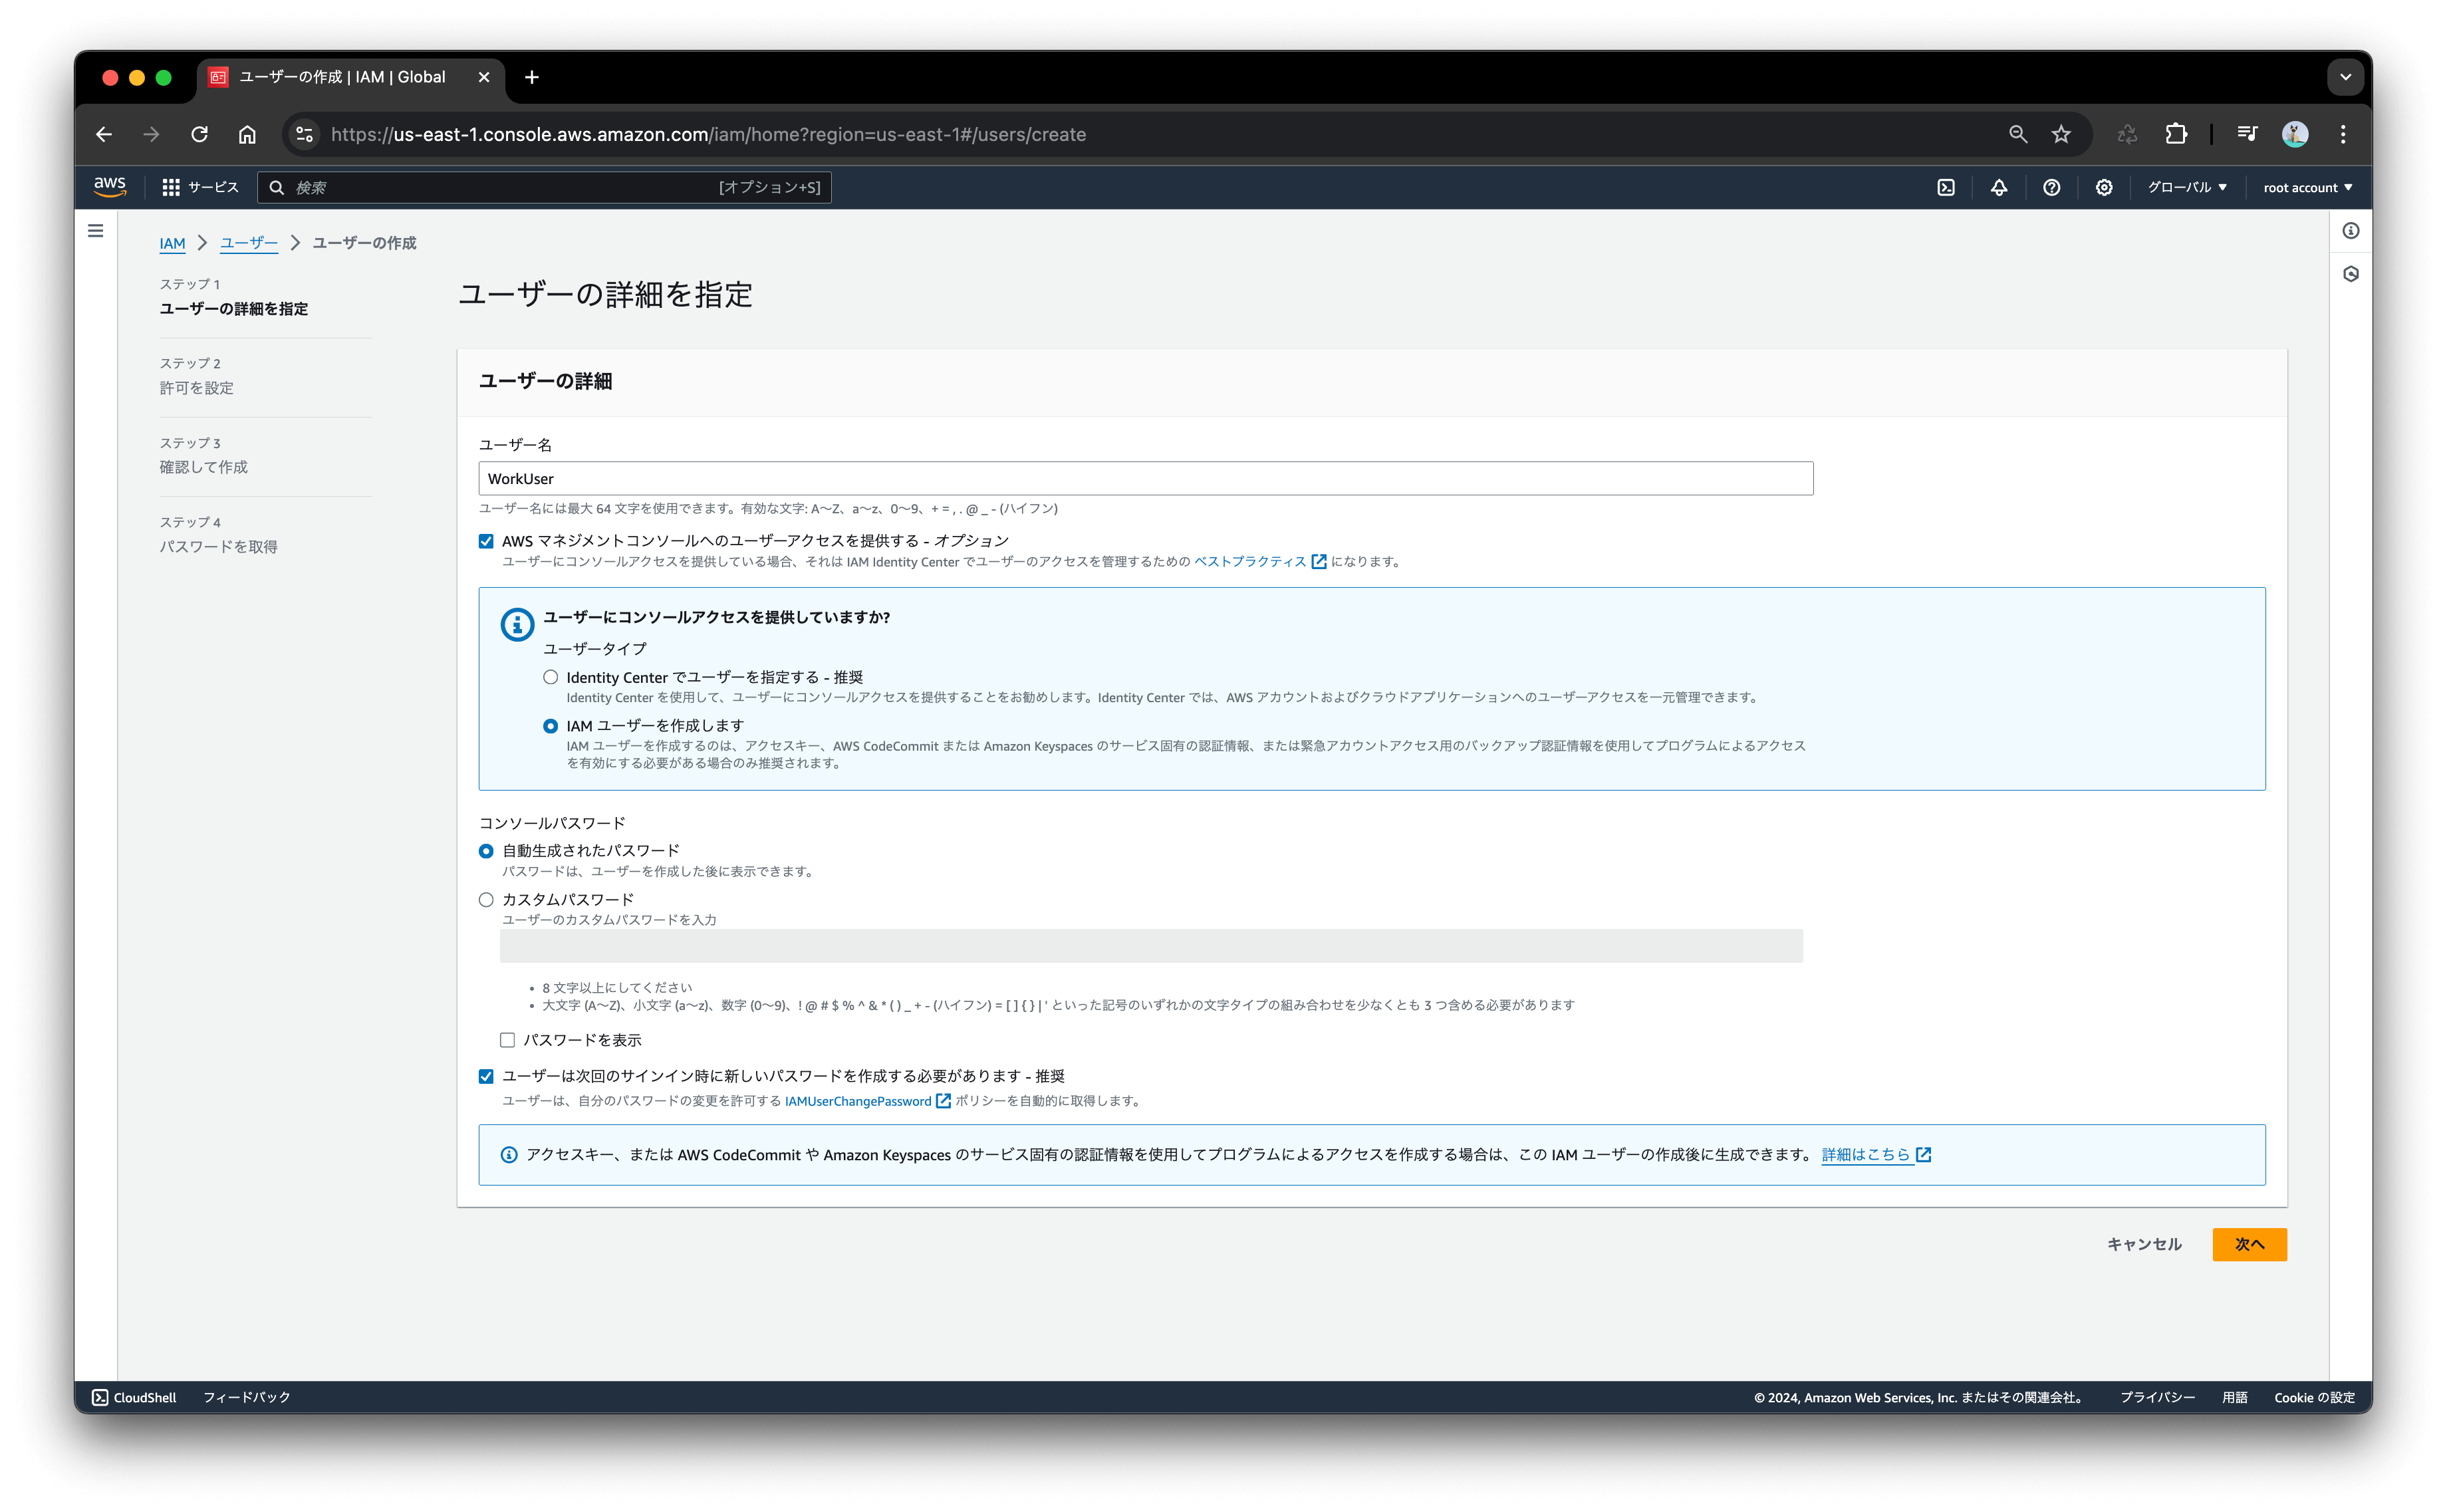 ユーザーの作成 | IAM | Global
https://us-east-1.console.aws.amazon.com/iam/home?region=us-east-1#/users/create
aws
サービス
検索
[オプション+S]
グローバル
root account
IAM
ユーザー
ユーザーの作成
ステップ 1
ユーザーの詳細を指定
ステップ 2
許可を設定
ステップ 3
確認して作成
ステップ 4
パスワードを取得
ユーザーの詳細を指定
ユーザーの詳細
ユーザー名
WorkUser
ユーザー名には最大 64 文字を使用できます。有効な文字: A～Z、a～z、0～9、+ = , . @ _ - (ハイフン)
AWS マネジメントコンソールへのユーザーアクセスを提供する - オプション
ユーザーにコンソールアクセスを提供している場合、それは IAM Identity Center でユーザーのアクセスを管理するための ベストプラクティス になります。
ユーザーにコンソールアクセスを提供していますか?
ユーザータイプ
Identity Center でユーザーを指定する - 推奨
Identity Center を使用して、ユーザーにコンソールアクセスを提供することをお勧めします。Identity Center では、AWS アカウントおよびクラウドアプリケーションへのユーザーアクセスを一元管理できます。
IAM ユーザーを作成します
IAM ユーザーを作成するのは、アクセスキー、AWS CodeCommit または Amazon Keyspaces のサービス固有の認証情報、または緊急アカウントアクセス用のバックアップ認証情報を使用してプログラムによるアクセス
を有効にする必要がある場合のみ推奨されます。
コンソールパスワード
自動生成されたパスワード
パスワードは、ユーザーを作成した後に表示できます。
カスタムパスワード
ユーザーのカスタムパスワードを入力
• 8 文字以上にしてください
• 大文字 (A～Z)、小文字 (a～z)、数字 (0～9)、! @ # $ % ^ & * ( ) _ + - (ハイフン) = [ ] { } | ' といった記号のいずれかの文字タイプの組み合わせを少なくとも 3 つ含める必要があります
パスワードを表示
ユーザーは次回のサインイン時に新しいパスワードを作成する必要があります - 推奨
ユーザーは、自分のパスワードの変更を許可する IAMUserChangePassword ポリシーを自動的に取得します。
アクセスキー、または AWS CodeCommit や Amazon Keyspaces のサービス固有の認証情報を使用してプログラムによるアクセスを作成する場合は、この IAM ユーザーの作成後に生成できます。 詳細はこちら
キャンセル
次へ
CloudShell
フィードバック
© 2024, Amazon Web Services, Inc. またはその関連会社。
プライバシー
用語
Cookie の設定